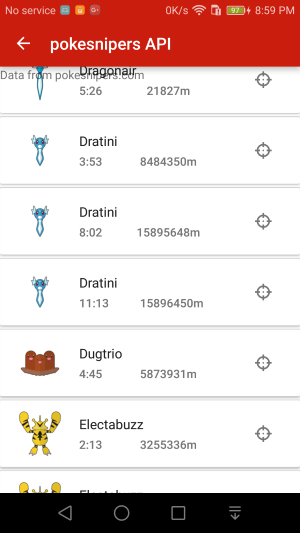 No service 0K/s 97 8:59 PM
pokesnipers API
Dragonair
Data from pokesnipers.com
5:26 21827m
Dratini
3:53 8484350m
Dratini
8:02 15895648m
Dratini
11:13 15896450m
Dugtrio
4:45 5873931m
Electabuzz
2:13 3255336m
Electabuzz